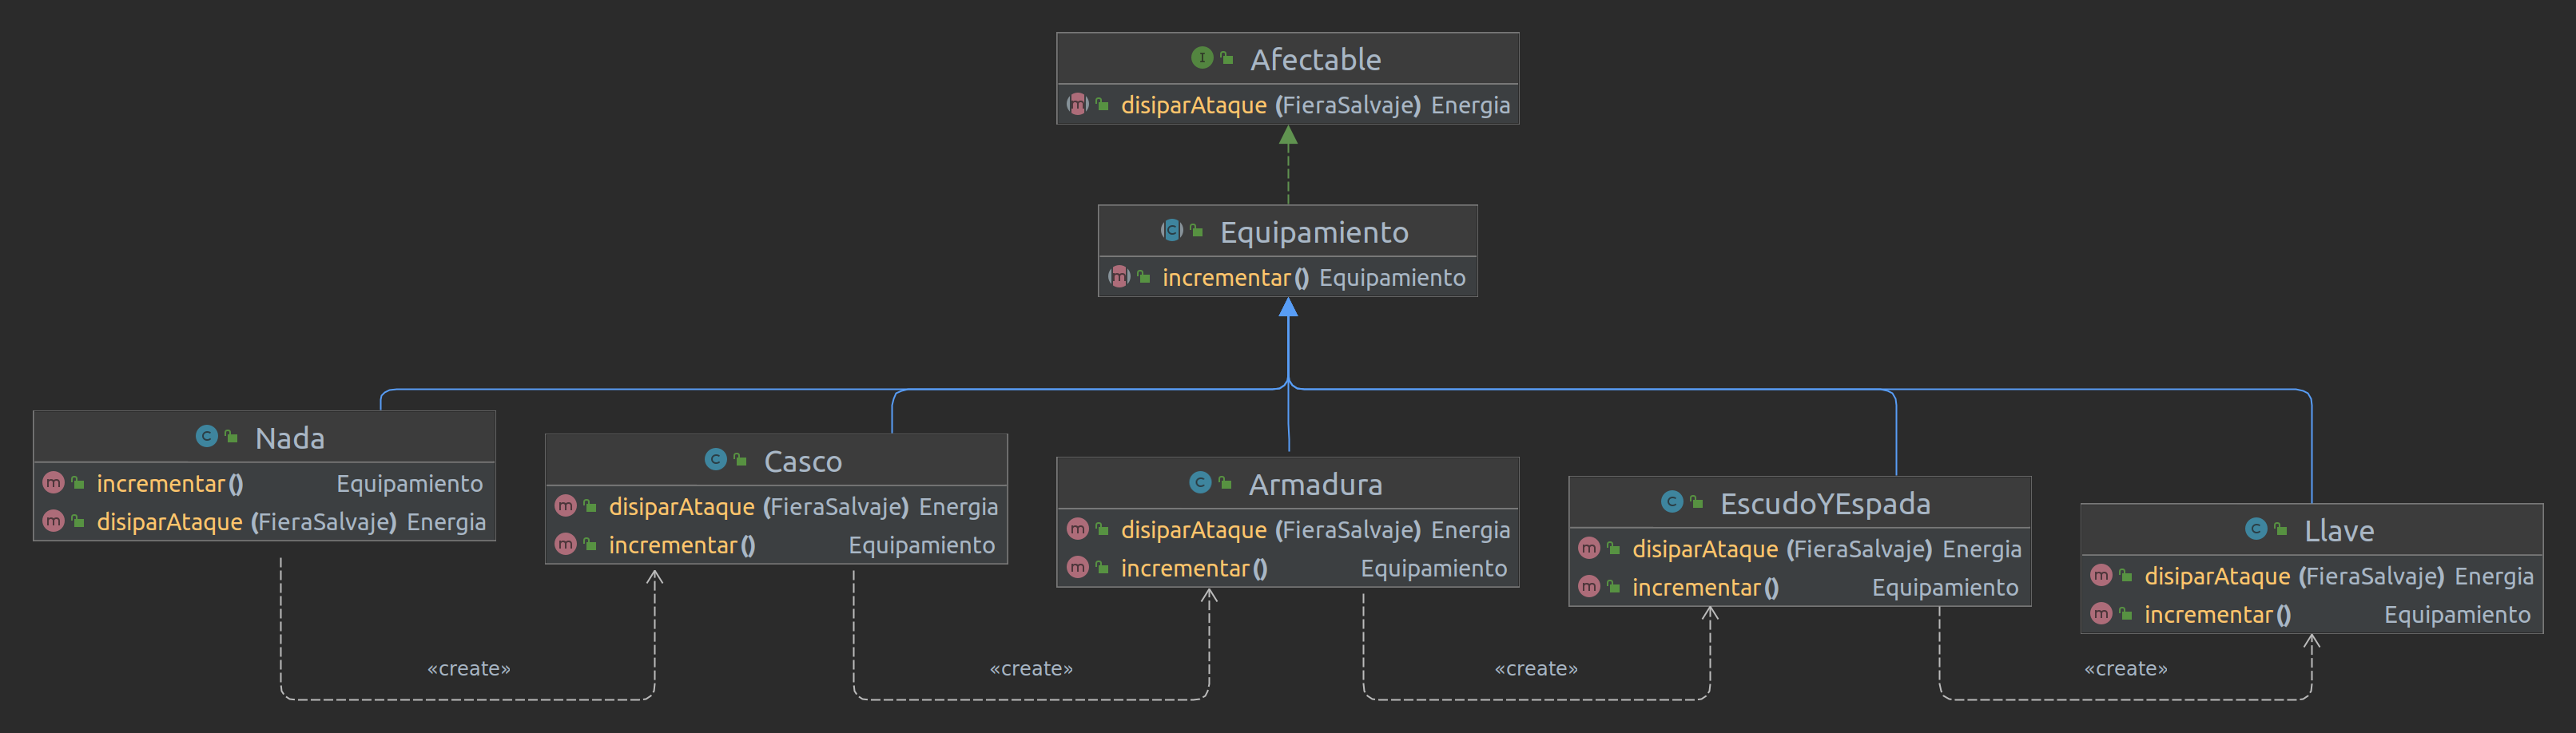 Afectable
disiparAtaque (FieraSalvaje) Energia
Equipamiento
incrementar () Equipamiento
Nada
incrementar () Equipamiento
disiparAtaque (FieraSalvaje) Energia
Casco
disiparAtaque (FieraSalvaje) Energia
incrementar () Equipamiento
Armadura
disiparAtaque (FieraSalvaje) Energia
incrementar () Equipamiento
EscudoYEspada
disiparAtaque (FieraSalvaje) Energia
incrementar () Equipamiento
Llave
disiparAtaque (FieraSalvaje) Energia
incrementar () Equipamiento
«create»
«create»
«create»
«create»